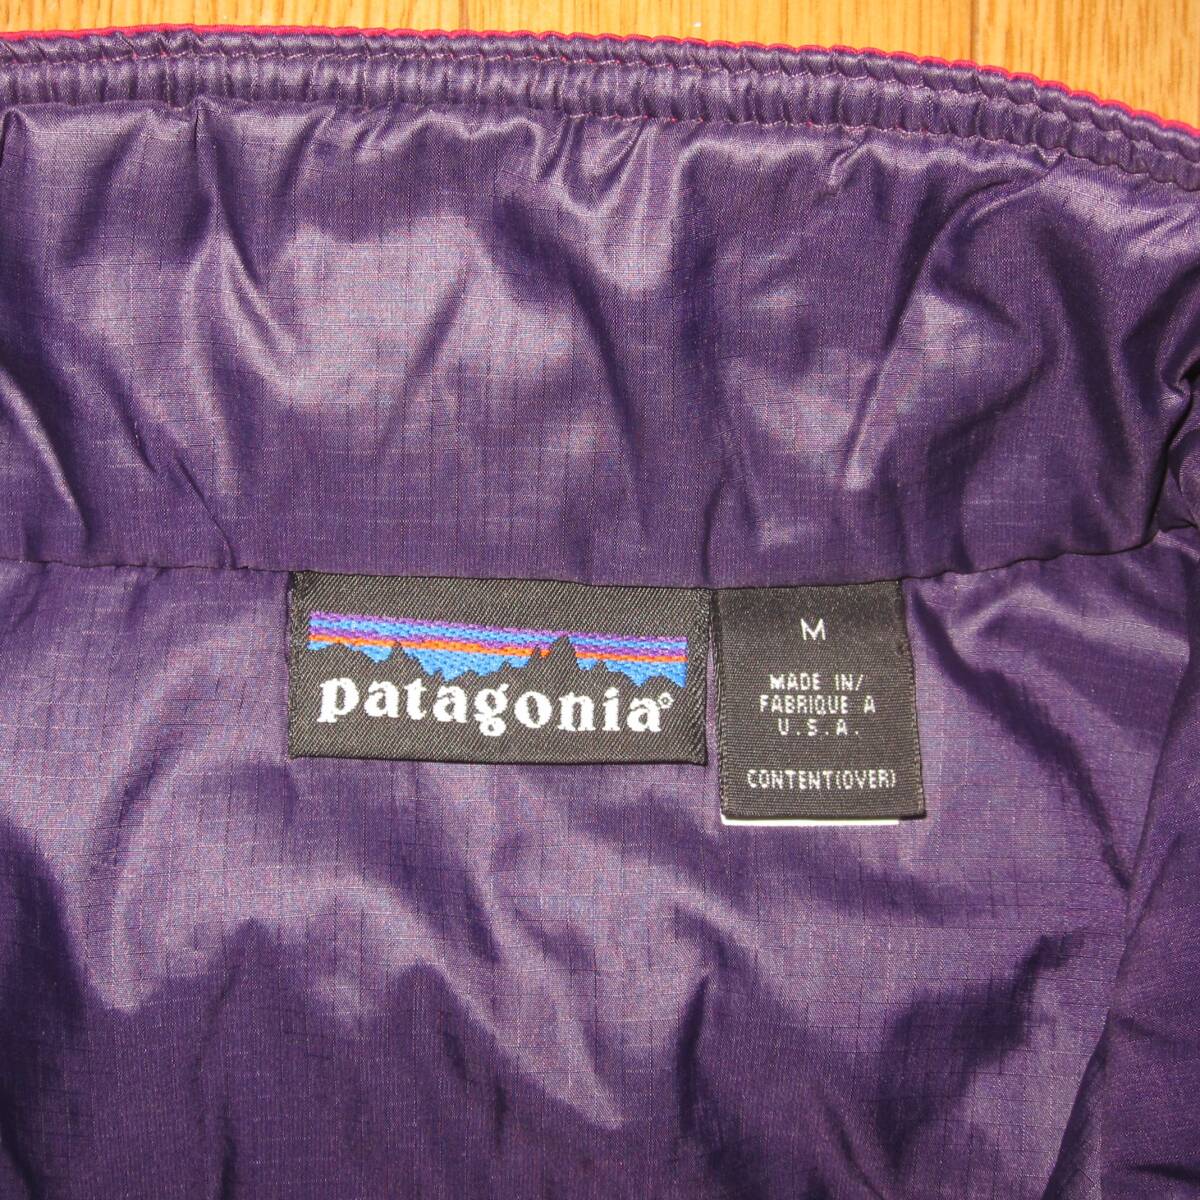 patagonia®
M
MADE IN/
FABRIQUE A
U.S.A.
CONTENT(OVER)